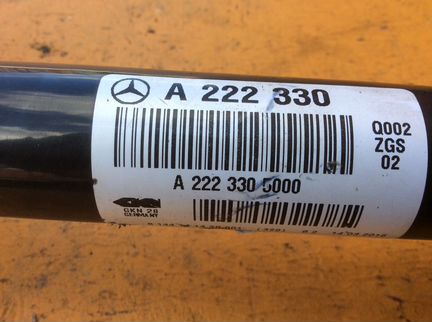 A 222 330
Q002
ZGS
02
A 222 330 5000
GKN 28
GERMANY